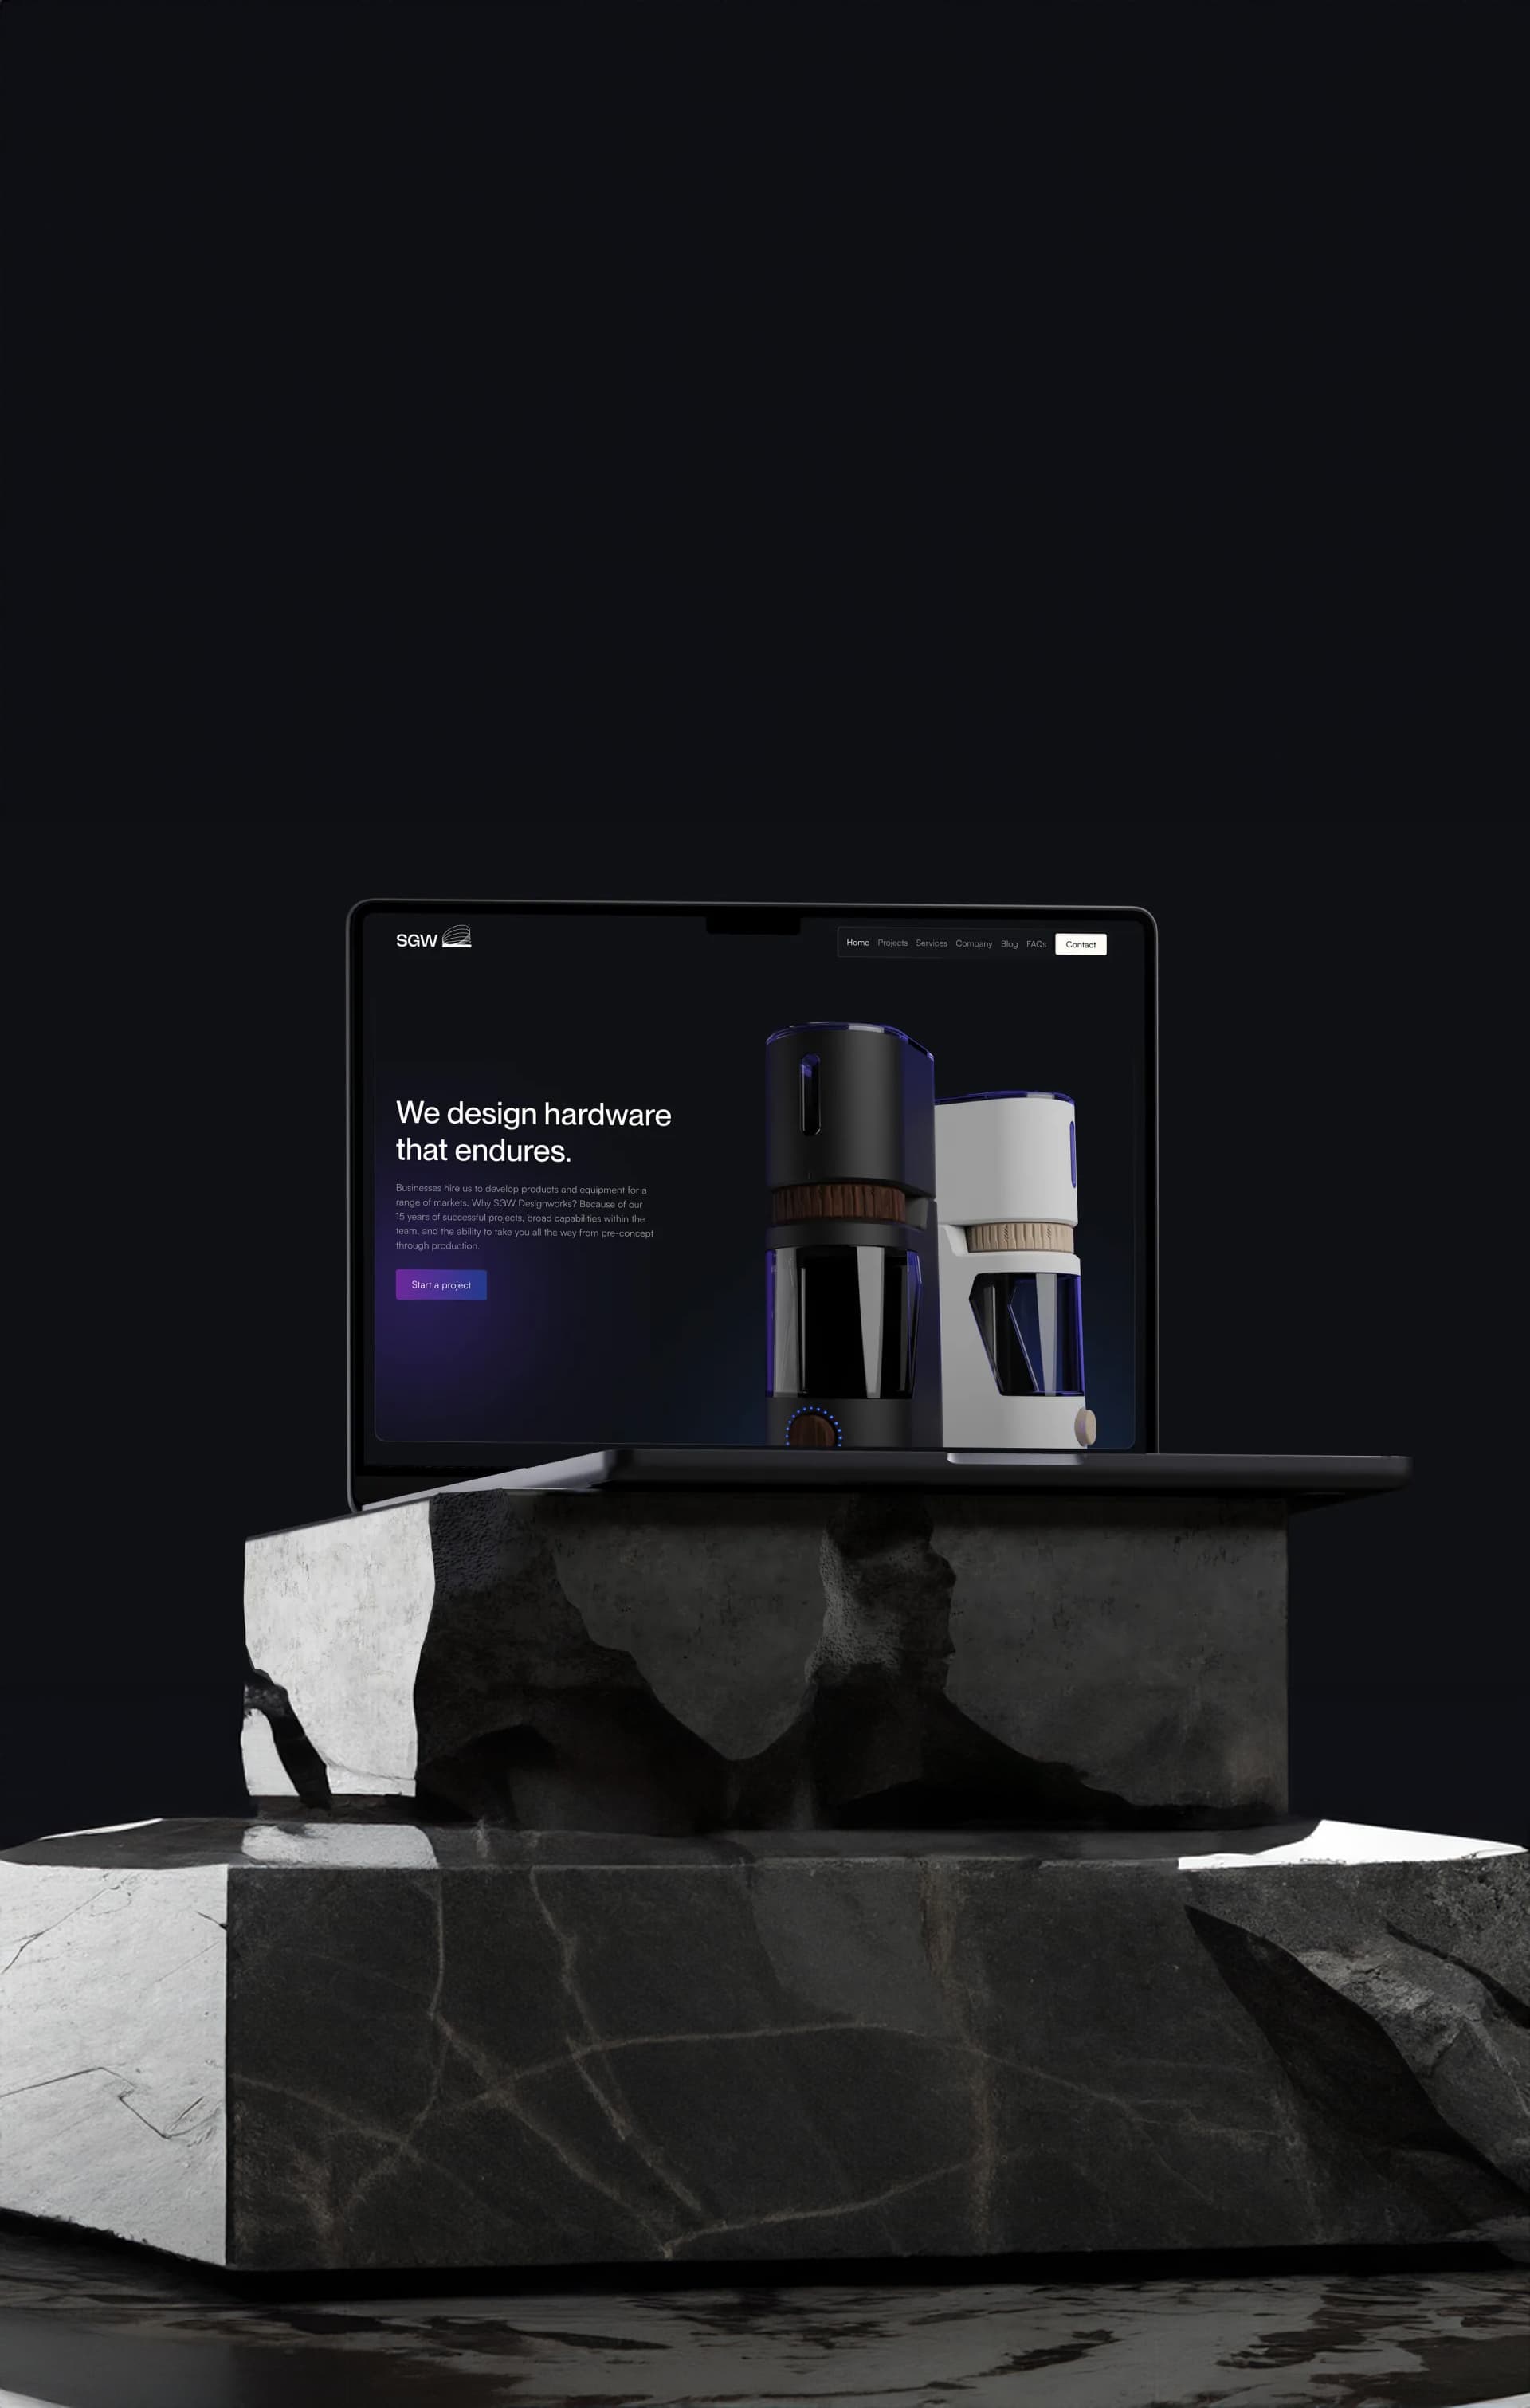 SGW
Home Projects Services Company Blog FAQs Contact
We design hardware
that endures.
Businesses hire us to develop products and equipment for a
range of markets. Why SGW Designworks? Because of our
15 years of successful projects, broad capabilities within the
team, and the ability to take you all the way from pre-concept
through production.
Start a project